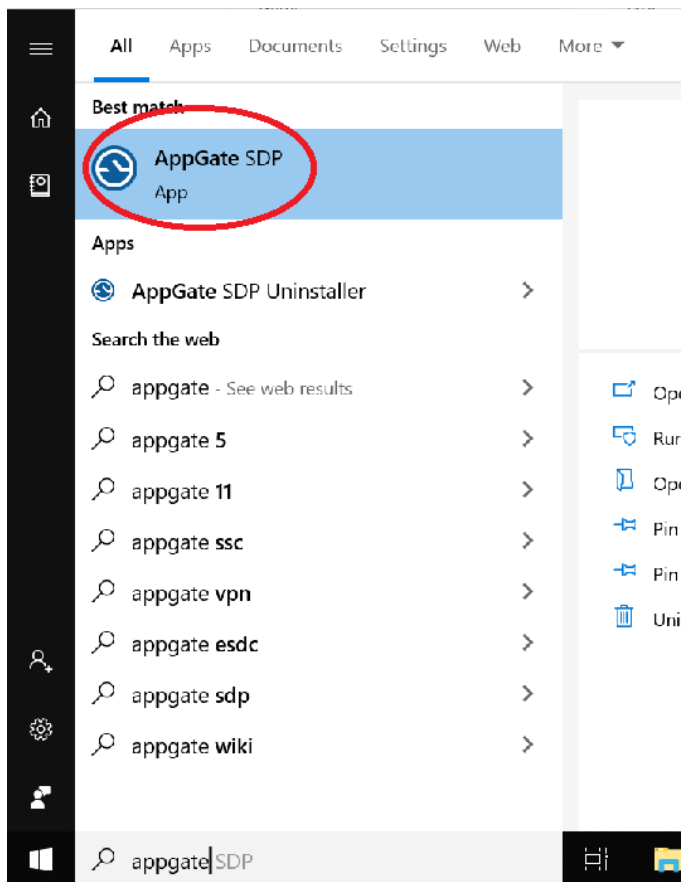 All Apps Documents Settings Web More
Best match
AppGate SDP
App
Apps
AppGate SDP Uninstaller
Search the web
appgate - See web results
appgate 5
appgate 11
appgate ssc
appgate vpn
appgate esdc
appgate sdp
appgate wiki
Pin
Pin
appgate SDP